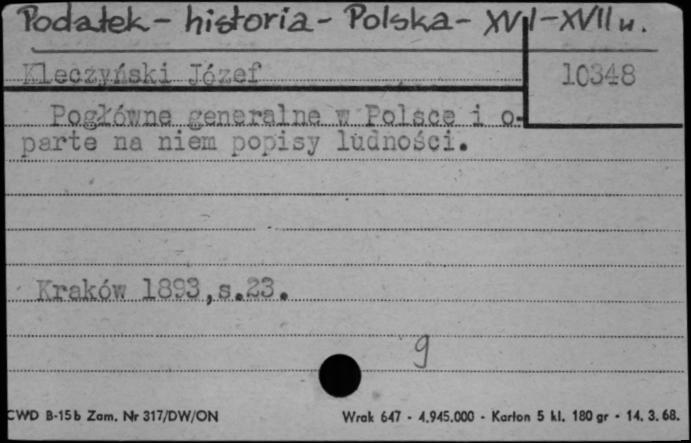 Podatek - historia - Polska - XVI-XVII w.
Kleczyński Józef
10348
Pogłówne generalne w Polsce i o-
parte na niem popisy ludności.
Kraków 1893,s.23.
9
CWD B-15b Zam. Nr 317/DW/ON
Wrak 647 - 4.945.000 - Karton 5 kl. 180 gr - 14. 3. 68.